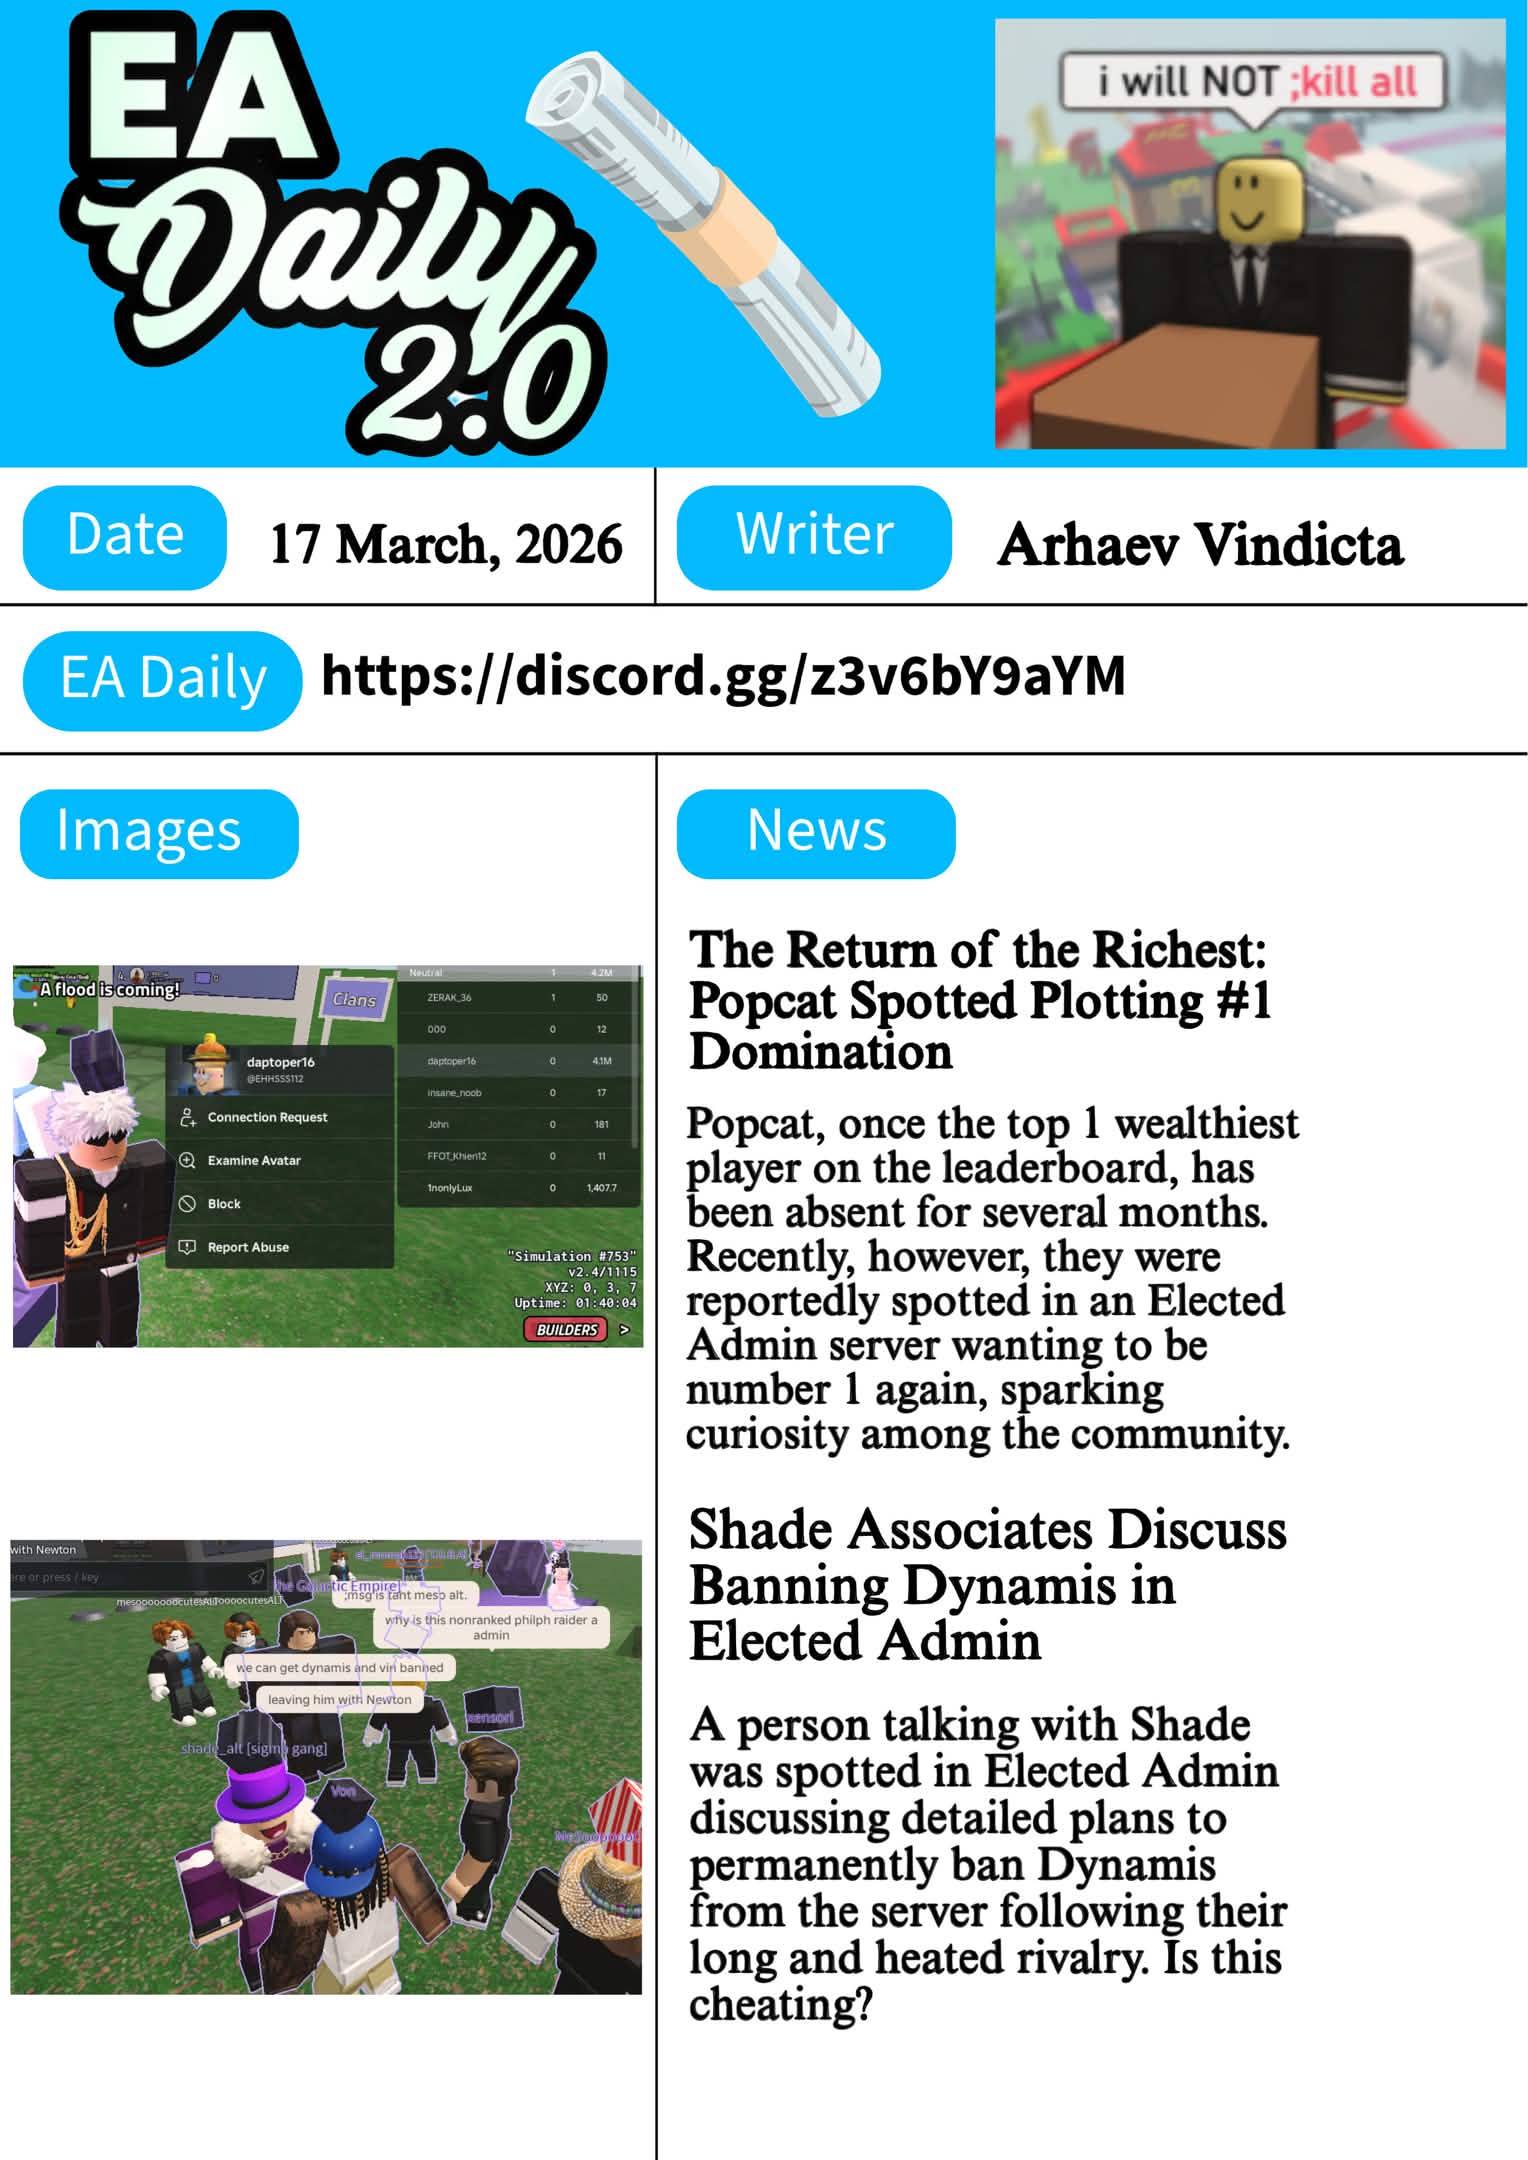 EA
Daily
2.0
i will NOT ;kill all
Date
17 March, 2026
Writer
Arhaev Vindicta
EA Daily
https://discord.gg/z3v6bY9aYM
Images
A flood is coming!
Clans
Neutral 1 4.2M
ZERAK_36 1 50
000 0 12
daptoper16 0 4.1M
insane_noob 0 17
John 0 181
FFOT_Khien12 0 11
1nonlyLux 0 1,407.7
daptoper16
@EHHSSS112
Connection Request
Examine Avatar
Block
Report Abuse
"Simulation #753"
v2.4/1115
XYZ: 0, 3, 7
Uptime: 01:40:04
BUILDERS >
with Newton
ere or press / key
Galactic Empire]
;msg is taht meso alt.
why is this nonranked philph raider a
admin
we can get dynamis and vin banned
leaving him with Newton
xensori
shade_alt [sigma gang]
Von
News
The Return of the Richest:
Popcat Spotted Plotting #1
Domination
Popcat, once the top 1 wealthiest
player on the leaderboard, has
been absent for several months.
Recently, however, they were
reportedly spotted in an Elected
Admin server wanting to be
number 1 again, sparking
curiosity among the community.
Shade Associates Discuss
Banning Dynamis in
Elected Admin
A person talking with Shade
was spotted in Elected Admin
discussing detailed plans to
permanently ban Dynamis
from the server following their
long and heated rivalry. Is this
cheating?